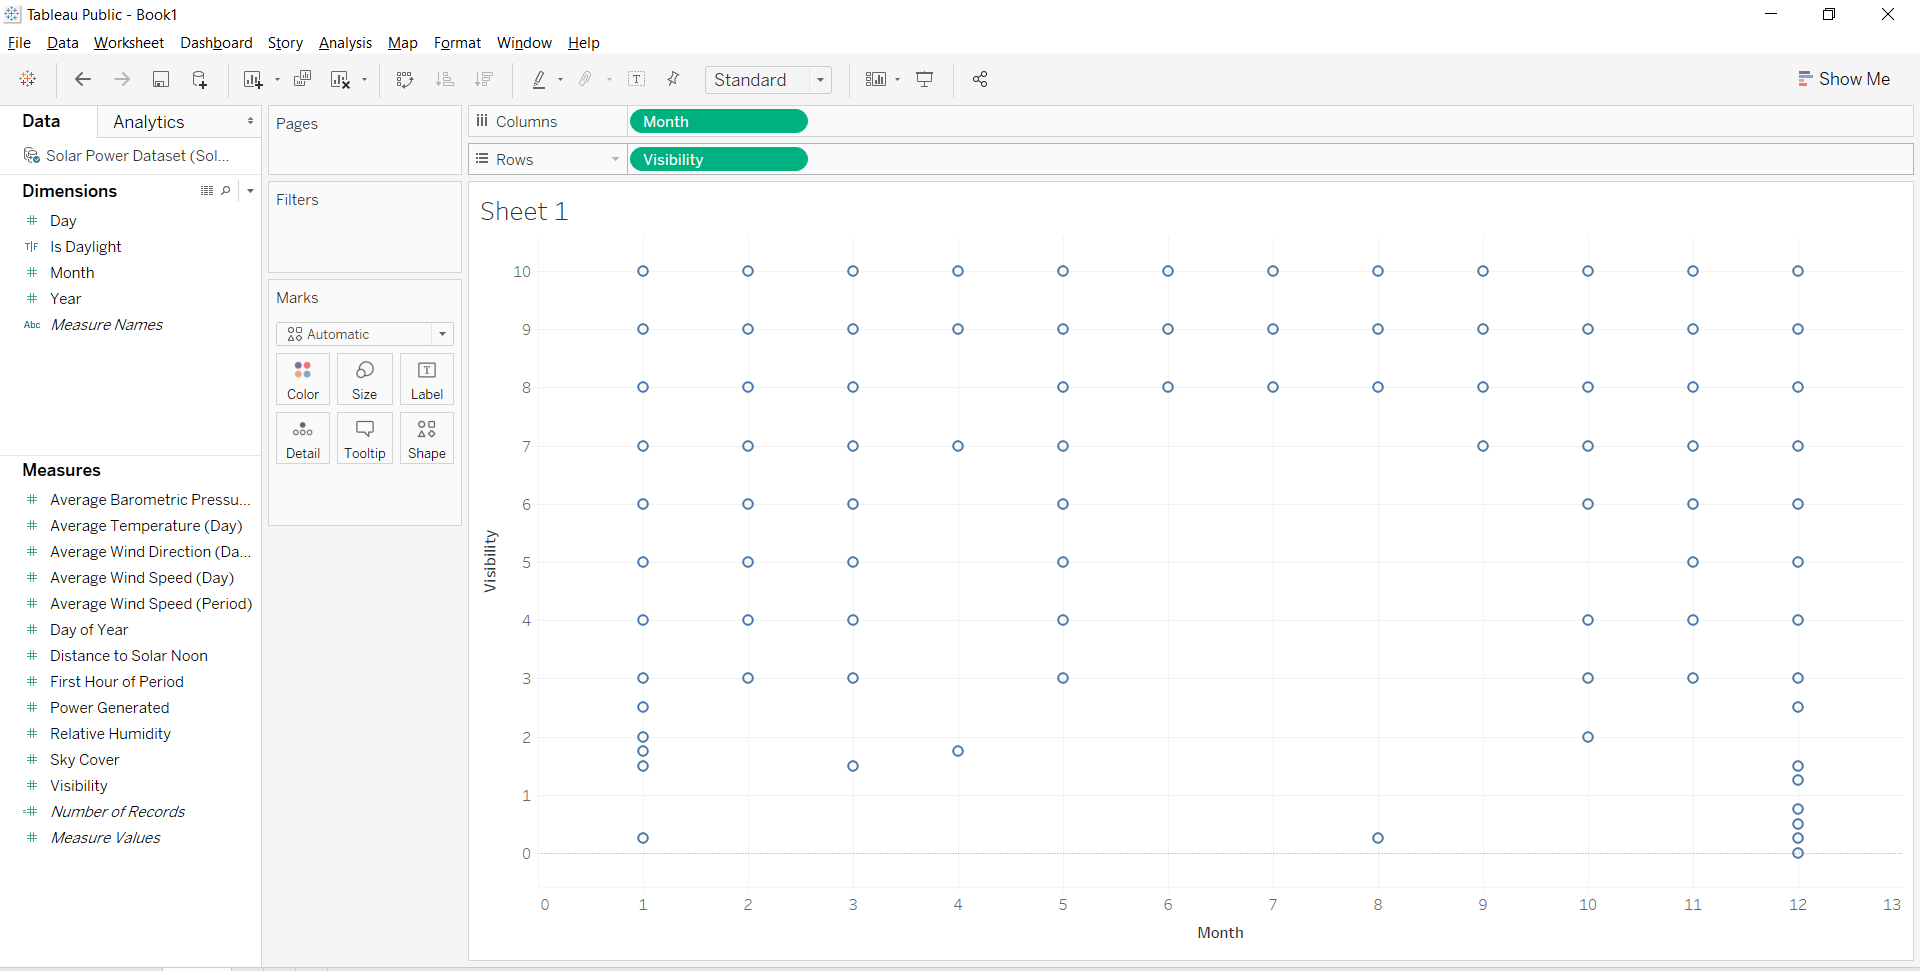 Tableau Public - Book1
File Data Worksheet Dashboard Story Analysis Map Format Window Help
Standard
Show Me
Data
Analytics
Solar Power Dataset (Sol...
Dimensions
Day
T|F Is Daylight
Month
Year
Abc Measure Names
Measures
Average Barometric Pressu...
Average Temperature (Day)
Average Wind Direction (Da...
Average Wind Speed (Day)
Average Wind Speed (Period)
Day of Year
Distance to Solar Noon
First Hour of Period
Power Generated
Relative Humidity
Sky Cover
Visibility
Number of Records
Measure Values
Pages
Filters
Marks
Automatic
Color Size Label
Detail Tooltip Shape
Columns Month
Rows Visibility
Sheet 1
10
9
8
7
6
5
4
3
2
1
0
Visibility
0 1 2 3 4 5 6 7 8 9 10 11 12 13
Month